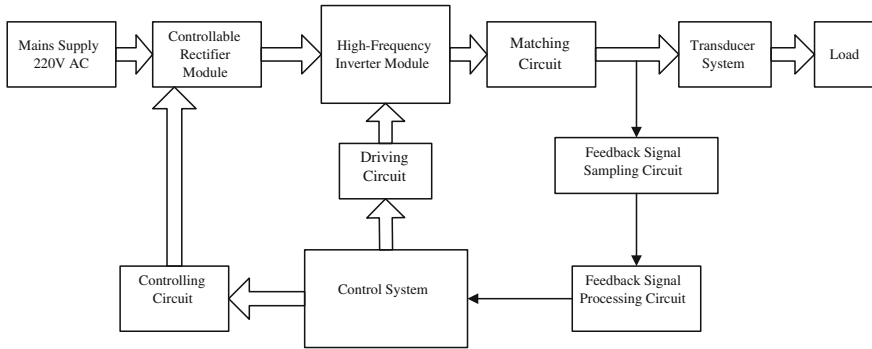 Mains Supply
220V AC
Controllable
Rectifier
Module
High-Frequency
Inverter Module
Matching
Circuit
Transducer
System
Load
Driving
Circuit
Feedback Signal
Sampling Circuit
Controlling
Circuit
Control System
Feedback Signal
Processing Circuit